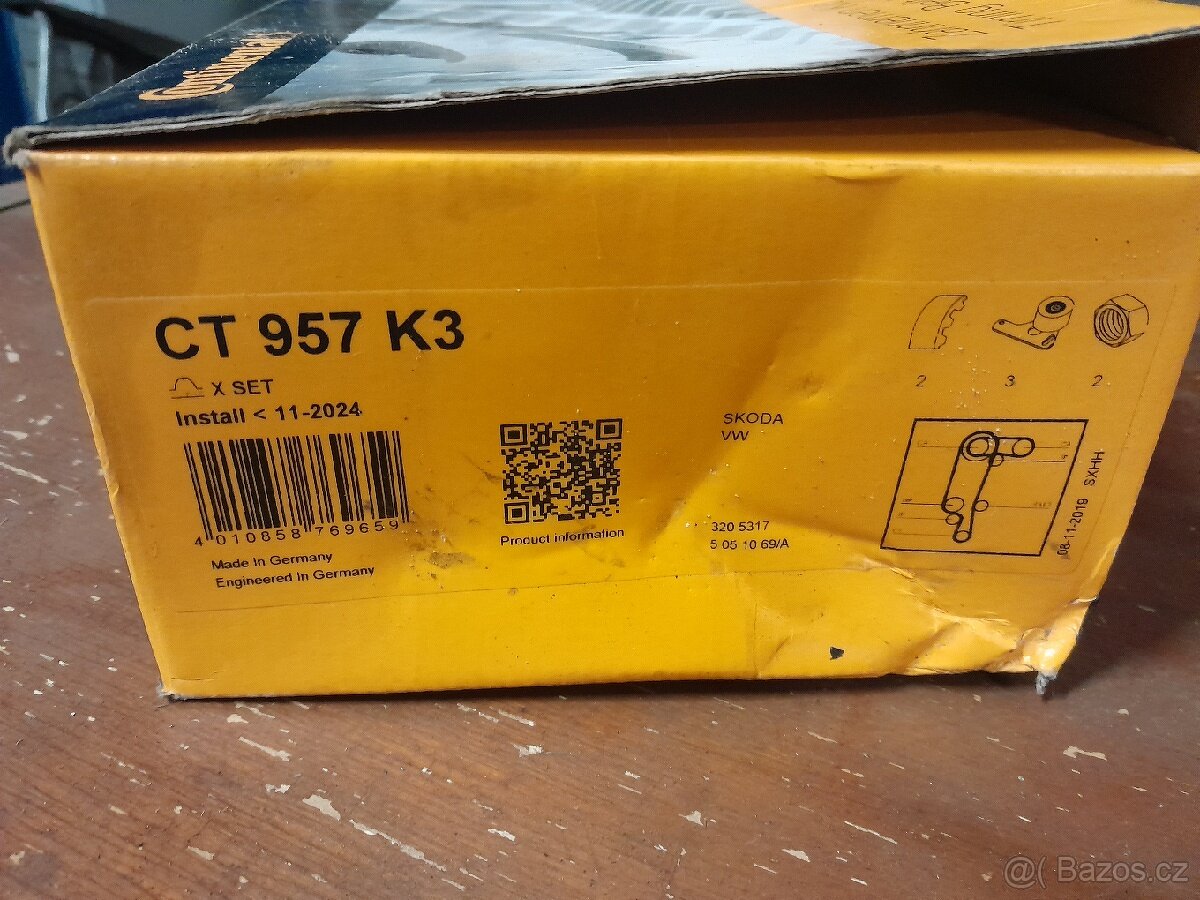 Continental
CT 957 K3
X SET
Install < 11-2024
SKODA
VW
2 3 2
4 010858 769659
Product information
320 5317
5 05 10 69/A
08-11-2019 SXHH
Made In Germany
Engineered In Germany
@( Bazos.cz